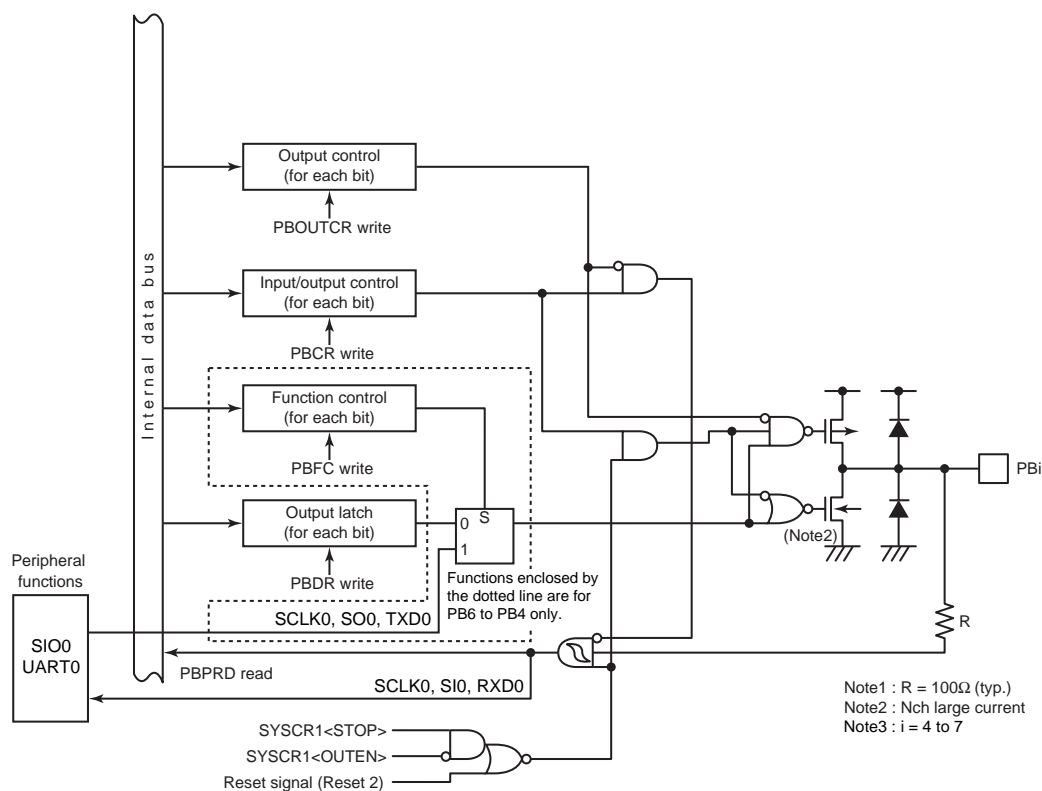 Internal data bus
Output control
(for each bit)
PBOUTCR write
Input/output control
(for each bit)
PBCR write
Function control
(for each bit)
PBFC write
Output latch
(for each bit)
PBDR write
S
0
1
Functions enclosed by
the dotted line are for
PB6 to PB4 only.
(Note2)
PBi
R
Peripheral
functions
SIO0
UART0
SCLK0, SO0, TXD0
PBPRD read
SCLK0, SI0, RXD0
SYSCR1<STOP>
SYSCR1<OUTEN>
Reset signal (Reset 2)
Note1 : R = 100Ω (typ.)
Note2 : Nch large current
Note3 : i = 4 to 7